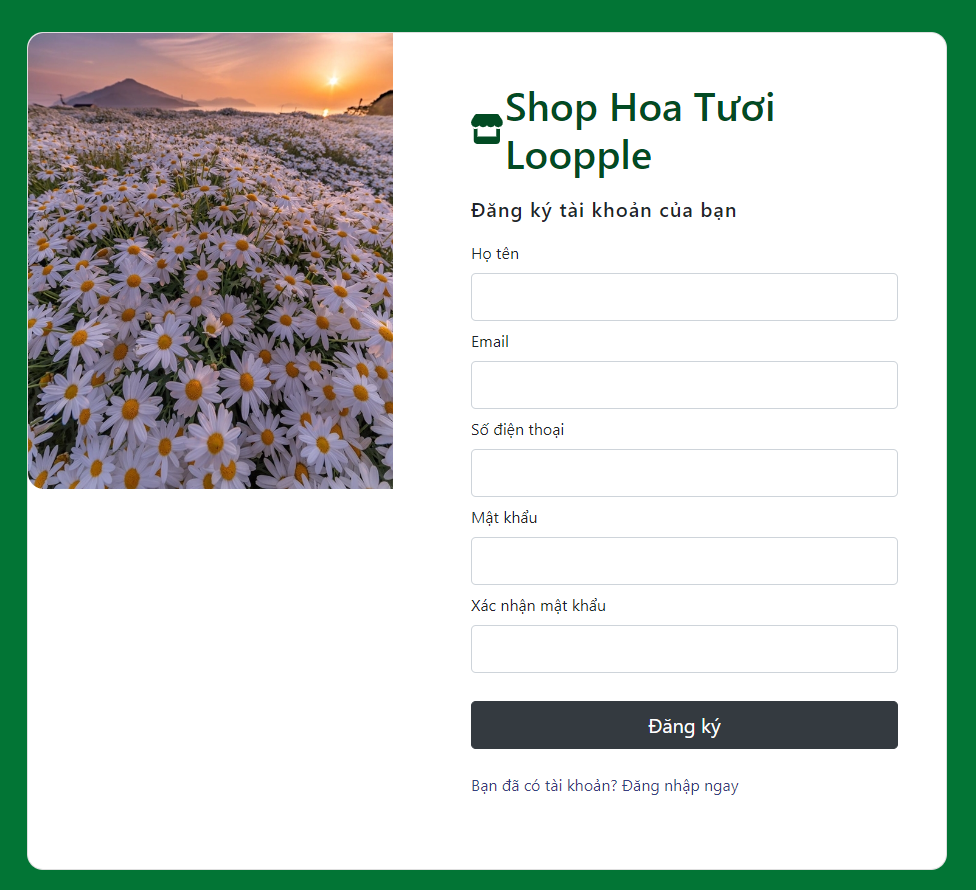 Shop Hoa Tươi
Loopple
Đăng ký tài khoản của bạn
Họ tên
Email
Số điện thoại
Mật khẩu
Xác nhận mật khẩu
Đăng ký
Bạn đã có tài khoản? Đăng nhập ngay